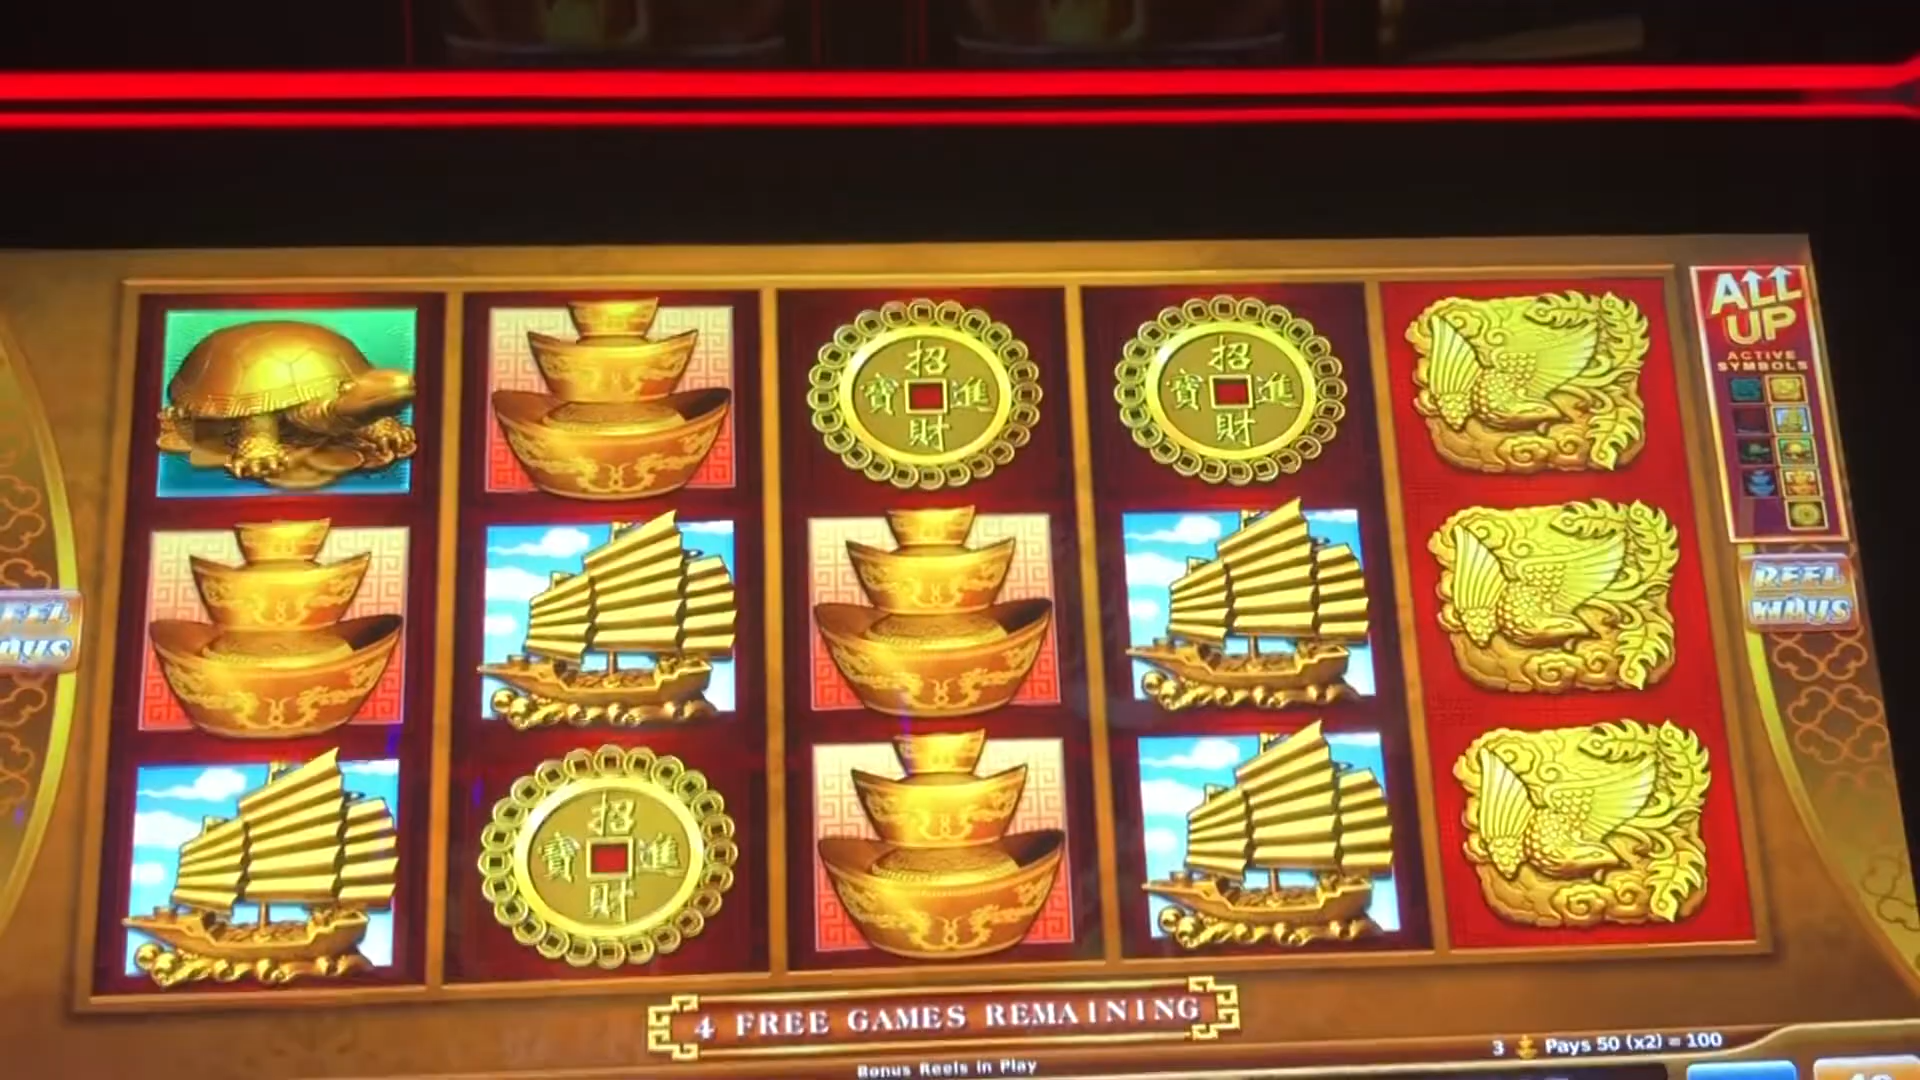 ALL
UP
ACTIVE
SYMBOLS
招
寶 進
財
招
寶 進
財
REEL
WAYS
招
寶 進
財
4 FREE GAMES REMAINING
3 Pays 50 (x2) = 100
Bonus Reels in Play